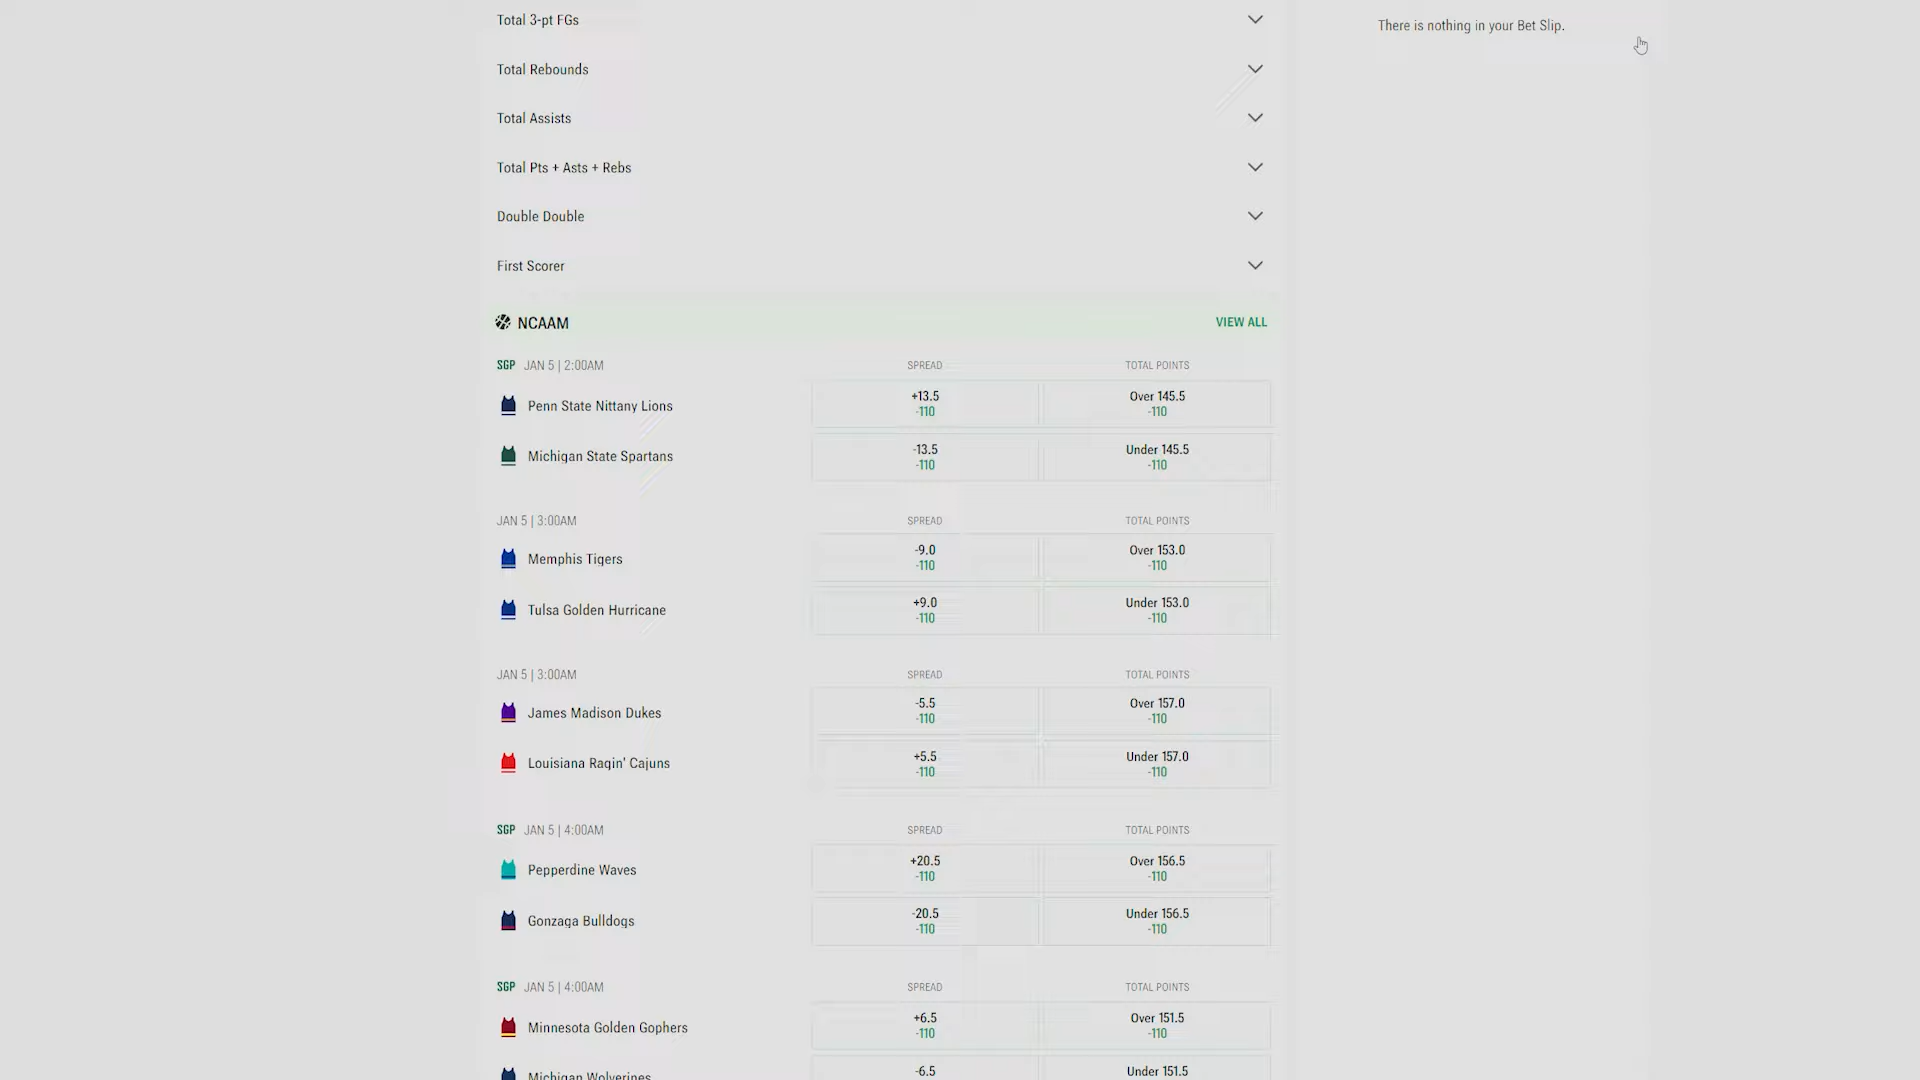 Total 3-pt FGs
There is nothing in your Bet Slip.
Total Rebounds
Total Assists
Total Pts + Asts + Rebs
Double Double
First Scorer
NCAAM VIEW ALL
SGP JAN 5 | 2:00AM SPREAD TOTAL POINTS
Penn State Nittany Lions +13.5 -110 Over 145.5 -110
Michigan State Spartans -13.5 -110 Under 145.5 -110
JAN 5 | 3:00AM SPREAD TOTAL POINTS
Memphis Tigers -9.0 -110 Over 153.0 -110
Tulsa Golden Hurricane +9.0 -110 Under 153.0 -110
JAN 5 | 3:00AM SPREAD TOTAL POINTS
James Madison Dukes -5.5 -110 Over 157.0 -110
Louisiana Ragin' Cajuns +5.5 -110 Under 157.0 -110
SGP JAN 5 | 4:00AM SPREAD TOTAL POINTS
Pepperdine Waves +20.5 -110 Over 156.5 -110
Gonzaga Bulldogs -20.5 -110 Under 156.5 -110
SGP JAN 5 | 4:00AM SPREAD TOTAL POINTS
Minnesota Golden Gophers +6.5 -110 Over 151.5 -110
Michigan Wolverines -6.5 Under 151.5